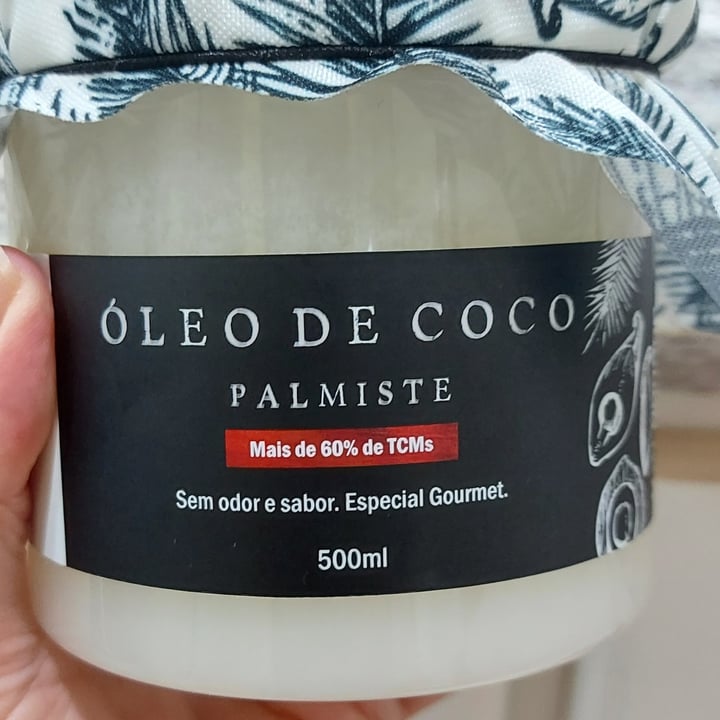 ÓLEO DE COCO
PALMISTE
Mais de 60% de TCMs
Sem odor e sabor. Especial Gourmet.
500ml